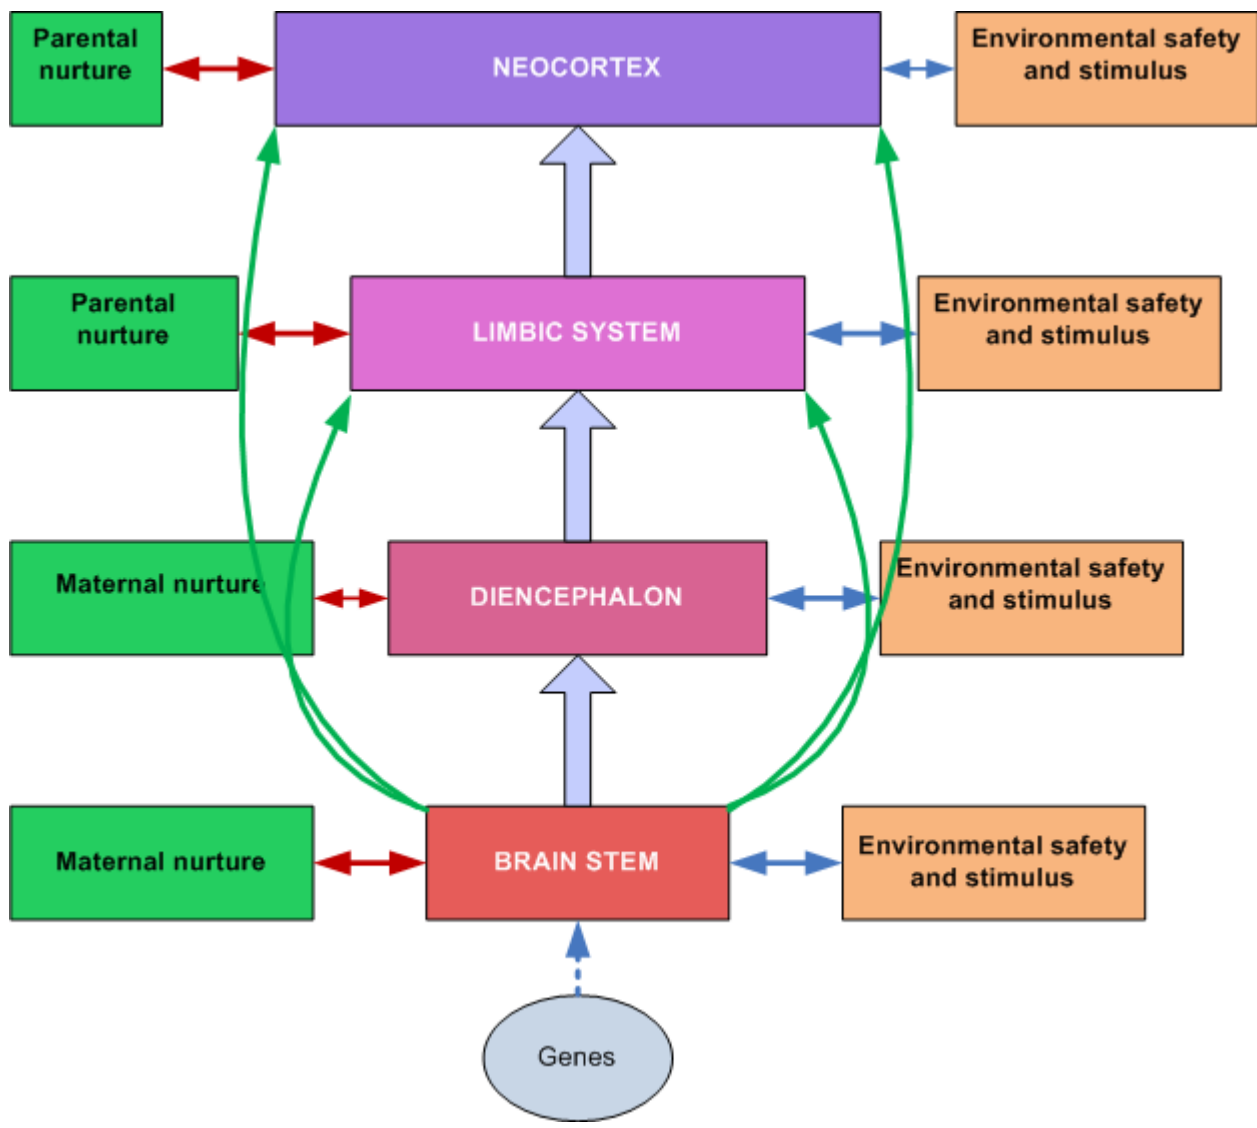 Parental
nurture
NEOCORTEX
Environmental safety
and stimulus
Parental
nurture
LIMBIC SYSTEM
Environmental safety
and stimulus
Maternal nurture
DIENCEPHALON
Environmental safety
and stimulus
Maternal nurture
BRAIN STEM
Environmental safety
and stimulus
Genes